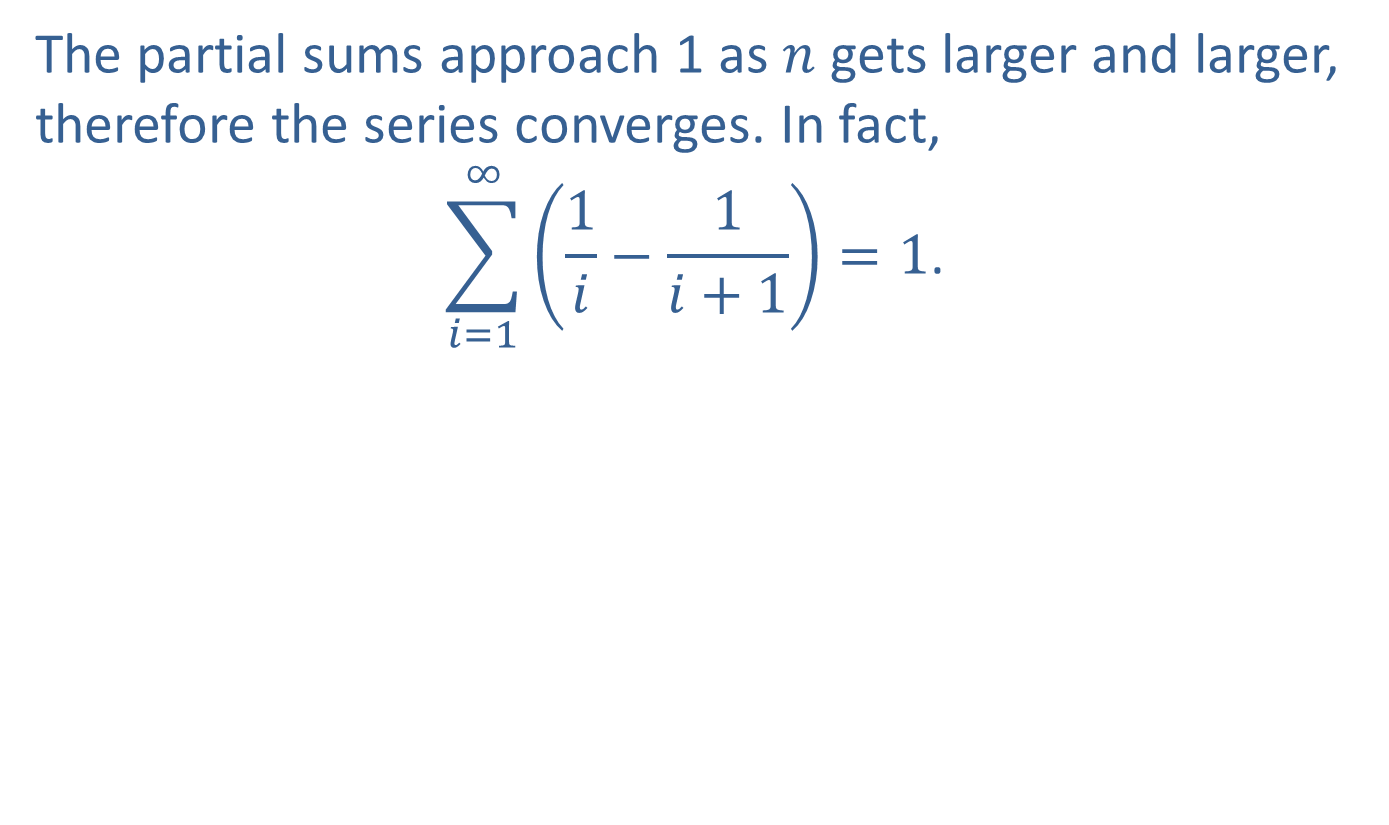 The partial sums approach 1 as 𝑛 gets larger and larger,
therefore the series converges. In fact,
∑_{𝑖=1}^{∞} (1/𝑖 − 1/(𝑖 + 1)) = 1.